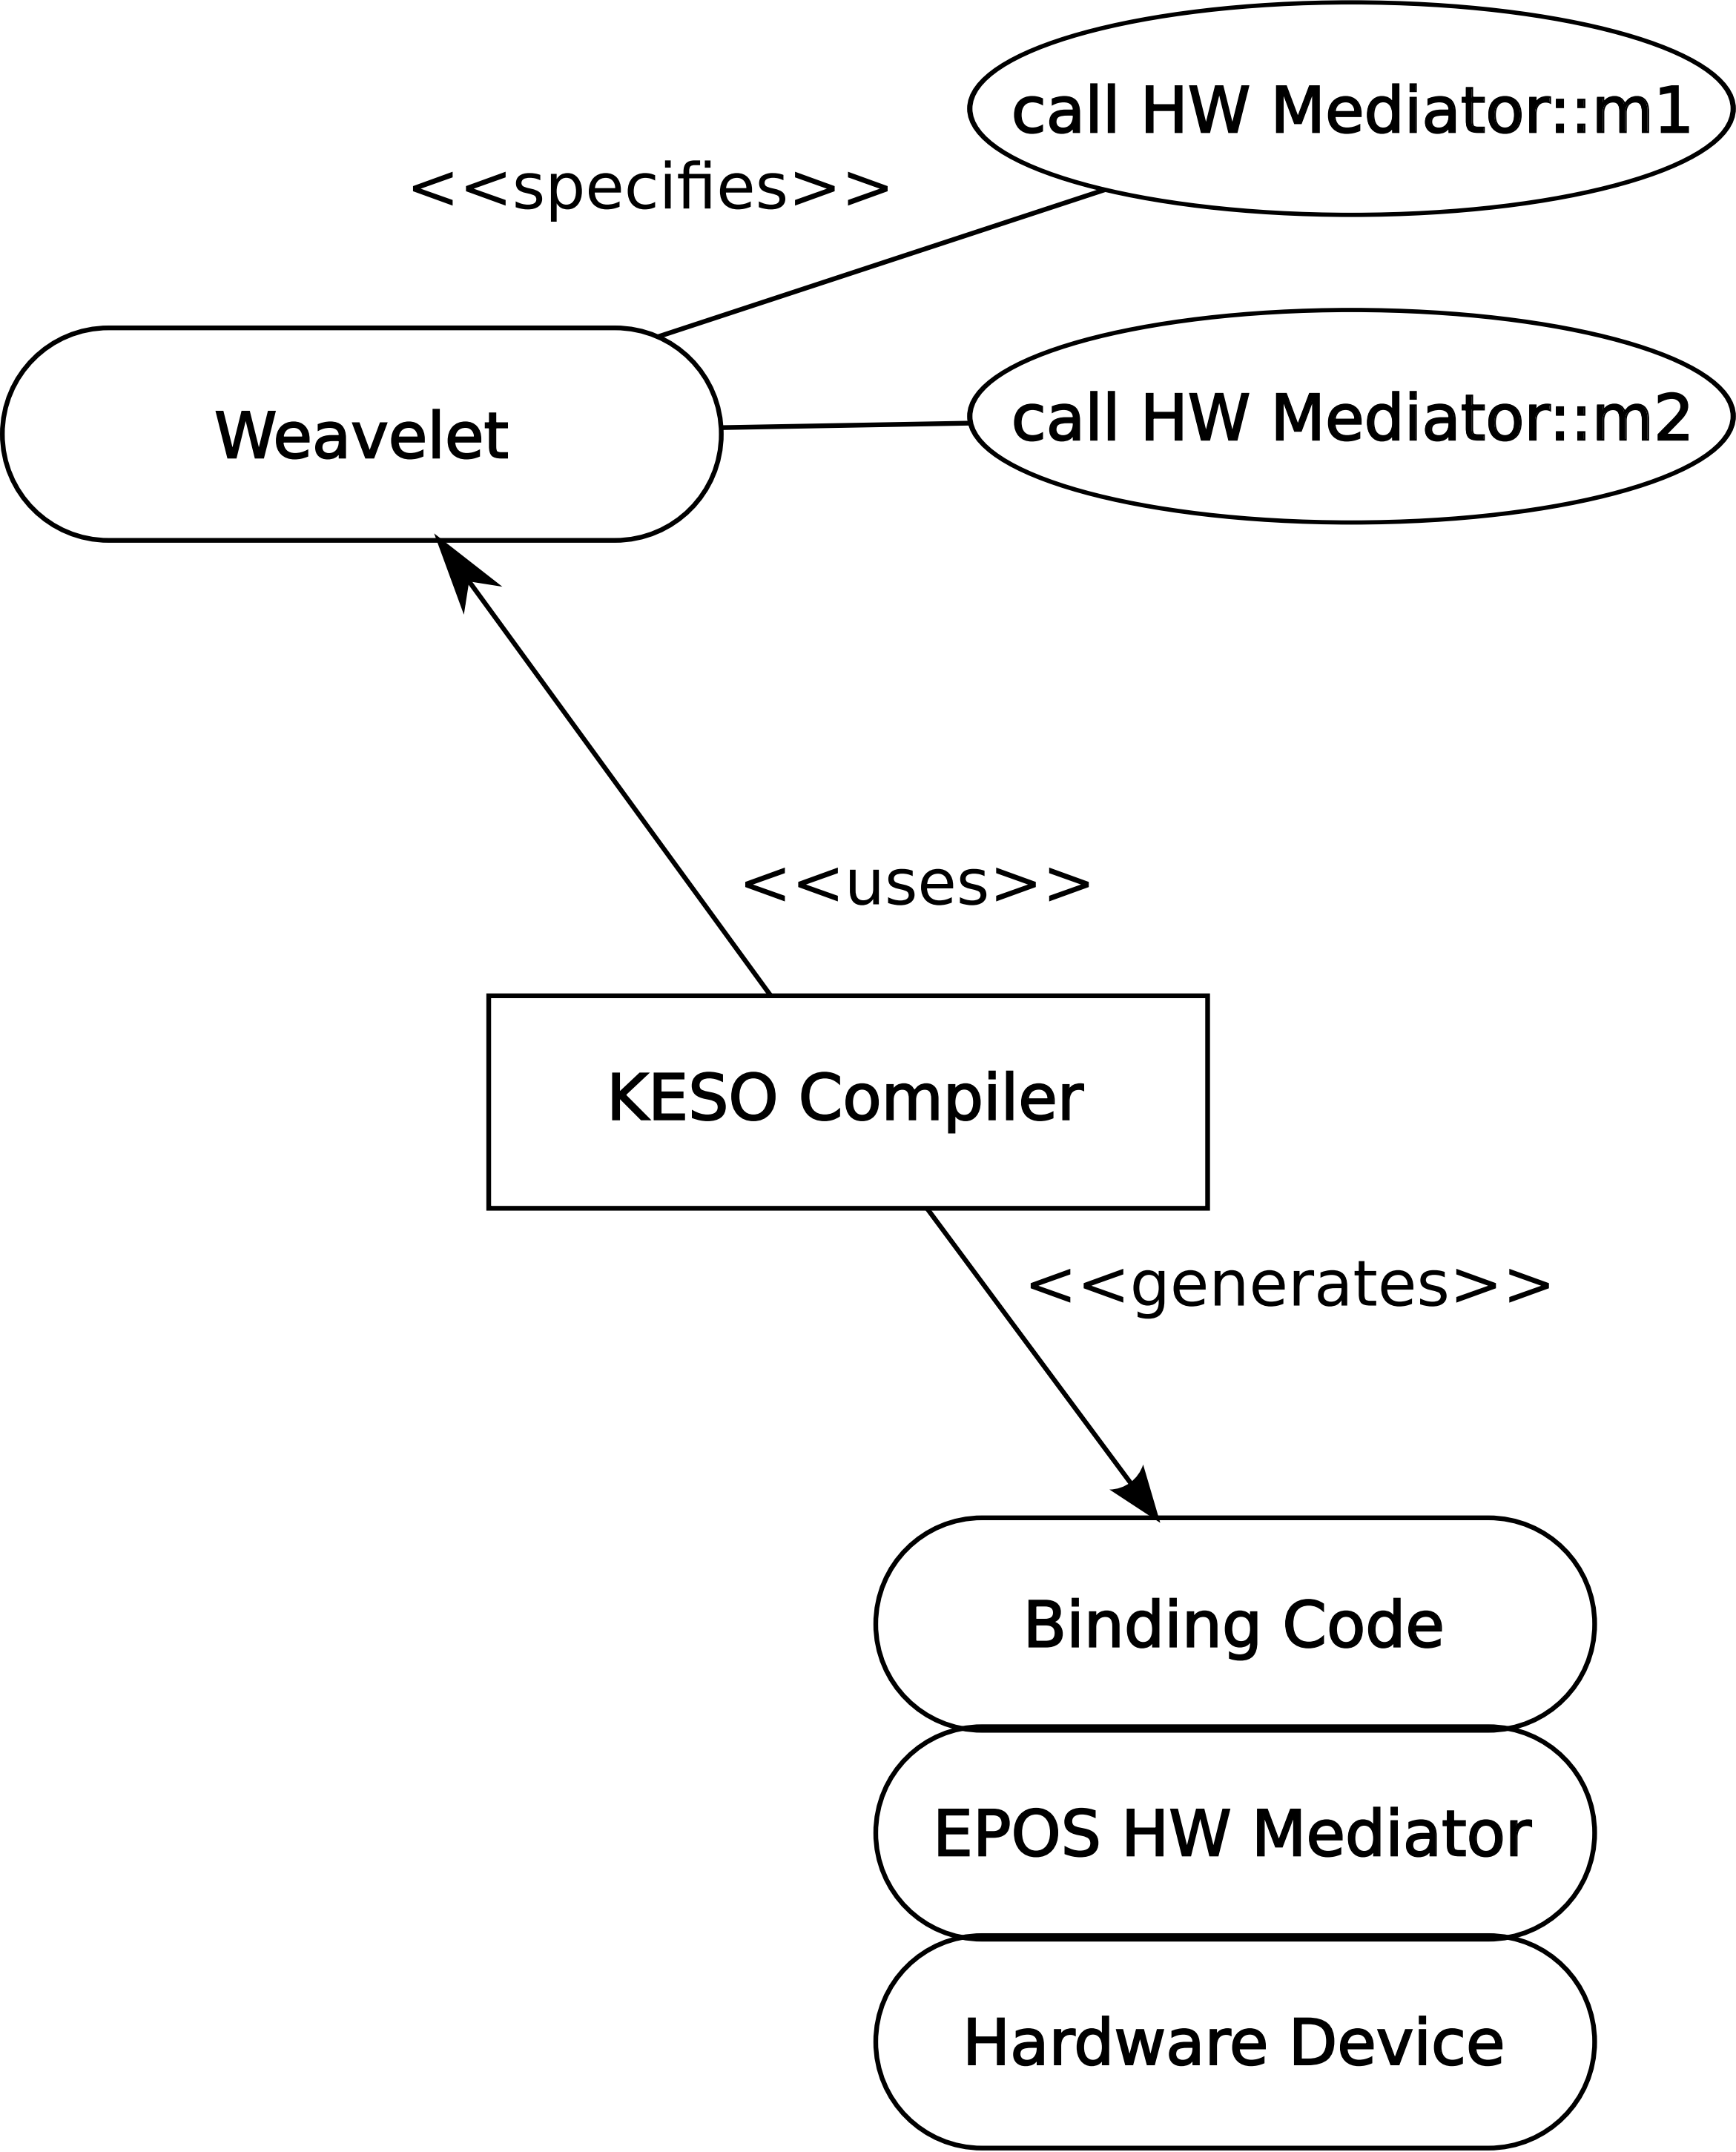 call HW Mediator::m1
<<specifies>>
Weavelet
call HW Mediator::m2
<<uses>>
KESO Compiler
<<generates>>
Binding Code
EPOS HW Mediator
Hardware Device